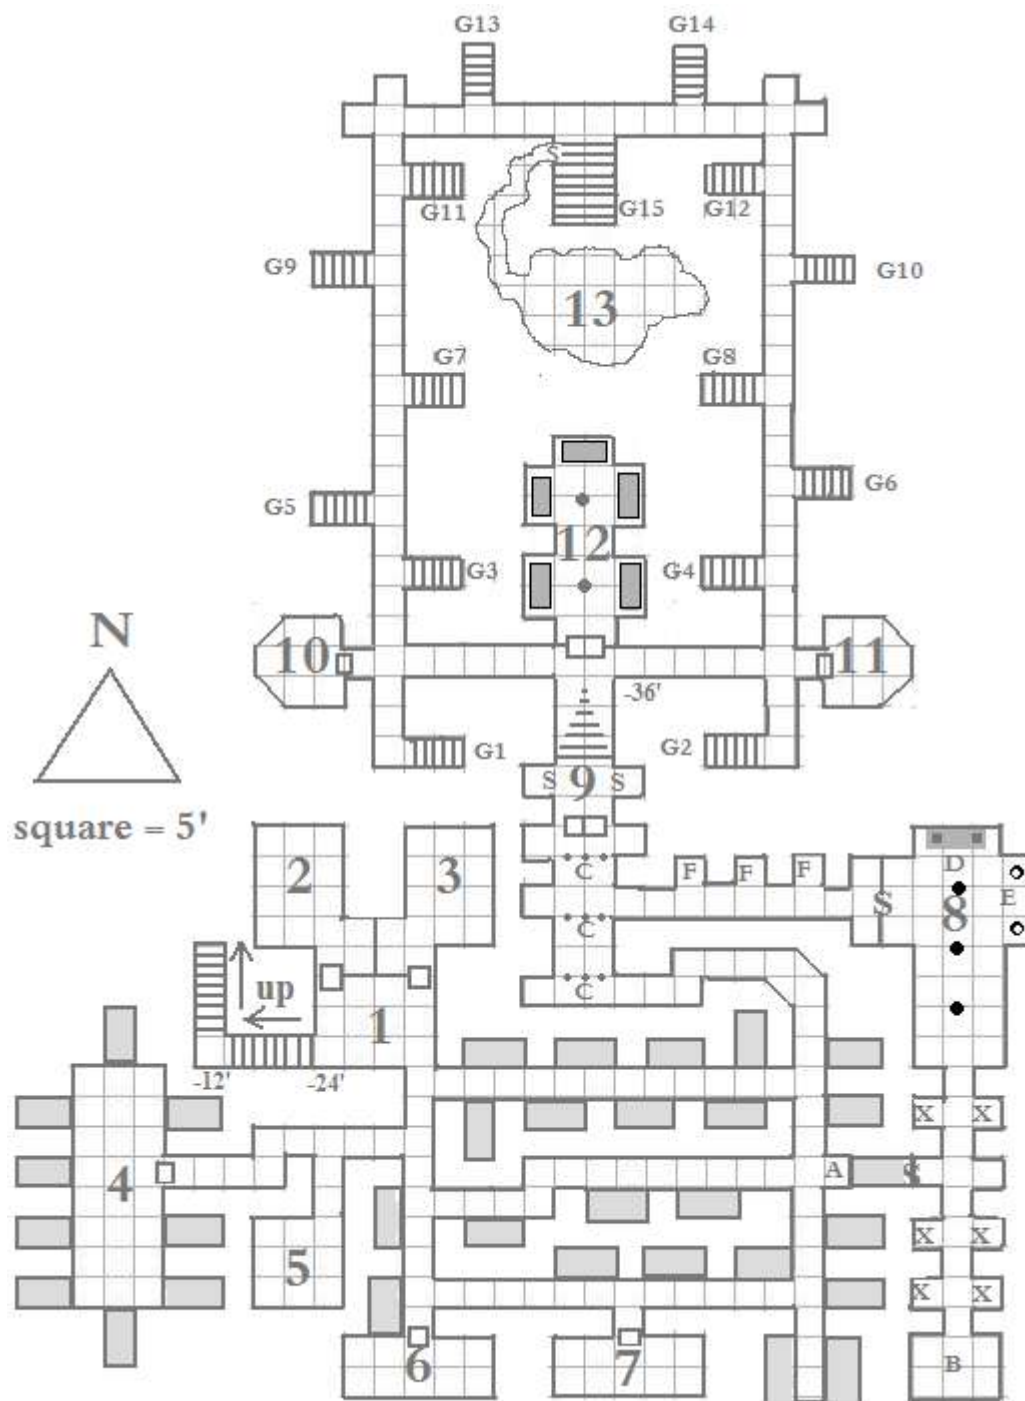 G13 G14
S
G11 G15 G12
G9 G10
13
G7 G8
G6
G5
12
G3 G4
N
10 11
-36'
G1 G2
S 9 S
square = 5'
2 3 C F F F D
S 8 E
C
up C
1
-12' -24'
X X
4 A S
X X
5
X X
6 7 B